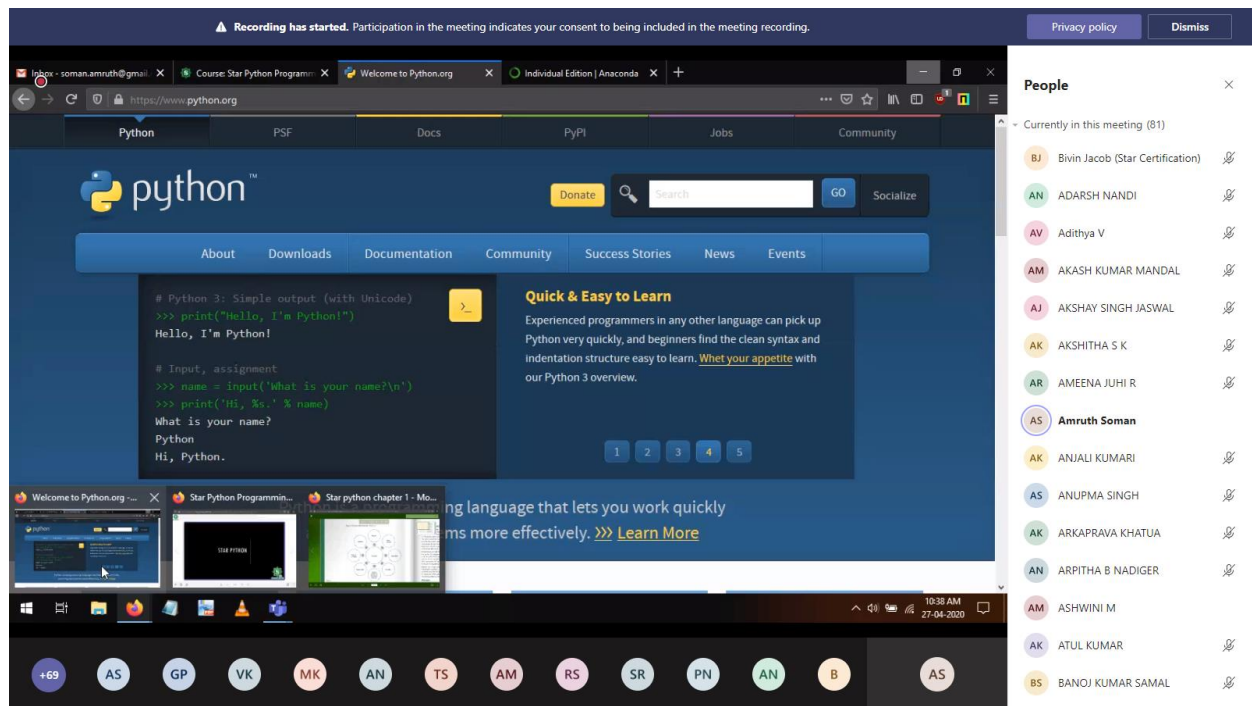 Recording has started. Participation in the meeting indicates your consent to being included in the meeting recording.
Privacy policy
Dismiss
Inbox - soman.amruth@gmail.
Course: Star Python Programm
Welcome to Python.org
Individual Edition | Anaconda
https://www.python.org
Python
PSF
Docs
PyPI
Jobs
Community
python™
Donate
Search
GO
Socialize
About
Downloads
Documentation
Community
Success Stories
News
Events
# Python 3: Simple output (with Unicode)
>>> print("Hello, I'm Python!")
Hello, I'm Python!
# Input, assignment
>>> name = input('What is your name?\n')
>>> print('Hi, %s.' % name)
What is your name?
Python
Hi, Python.
>_
Quick & Easy to Learn
Experienced programmers in any other language can pick up
Python very quickly, and beginners find the clean syntax and
indentation structure easy to learn. Whet your appetite with
our Python 3 overview.
1 2 3 4 5
Python is a programming language that lets you work quickly
ms more effectively. >>> Learn More
Welcome to Python.org -...
Star Python Programmin...
Star python chapter 1 - Mo...
STAR PYTHON
10:38 AM
27-04-2020
+69
AS
GP
VK
MK
AN
TS
AM
RS
SR
PN
AN
B
AS
People
Currently in this meeting (81)
BJ Bivin Jacob (Star Certification)
AN ADARSH NANDI
AV Adithya V
AM AKASH KUMAR MANDAL
AJ AKSHAY SINGH JASWAL
AK AKSHITHA S K
AR AMEENA JUHI R
AS Amruth Soman
AK ANJALI KUMARI
AS ANUPMA SINGH
AK ARKAPRAVA KHATUA
AN ARPITHA B NADIGER
AM ASHWINI M
AK ATUL KUMAR
BS BANOJ KUMAR SAMAL